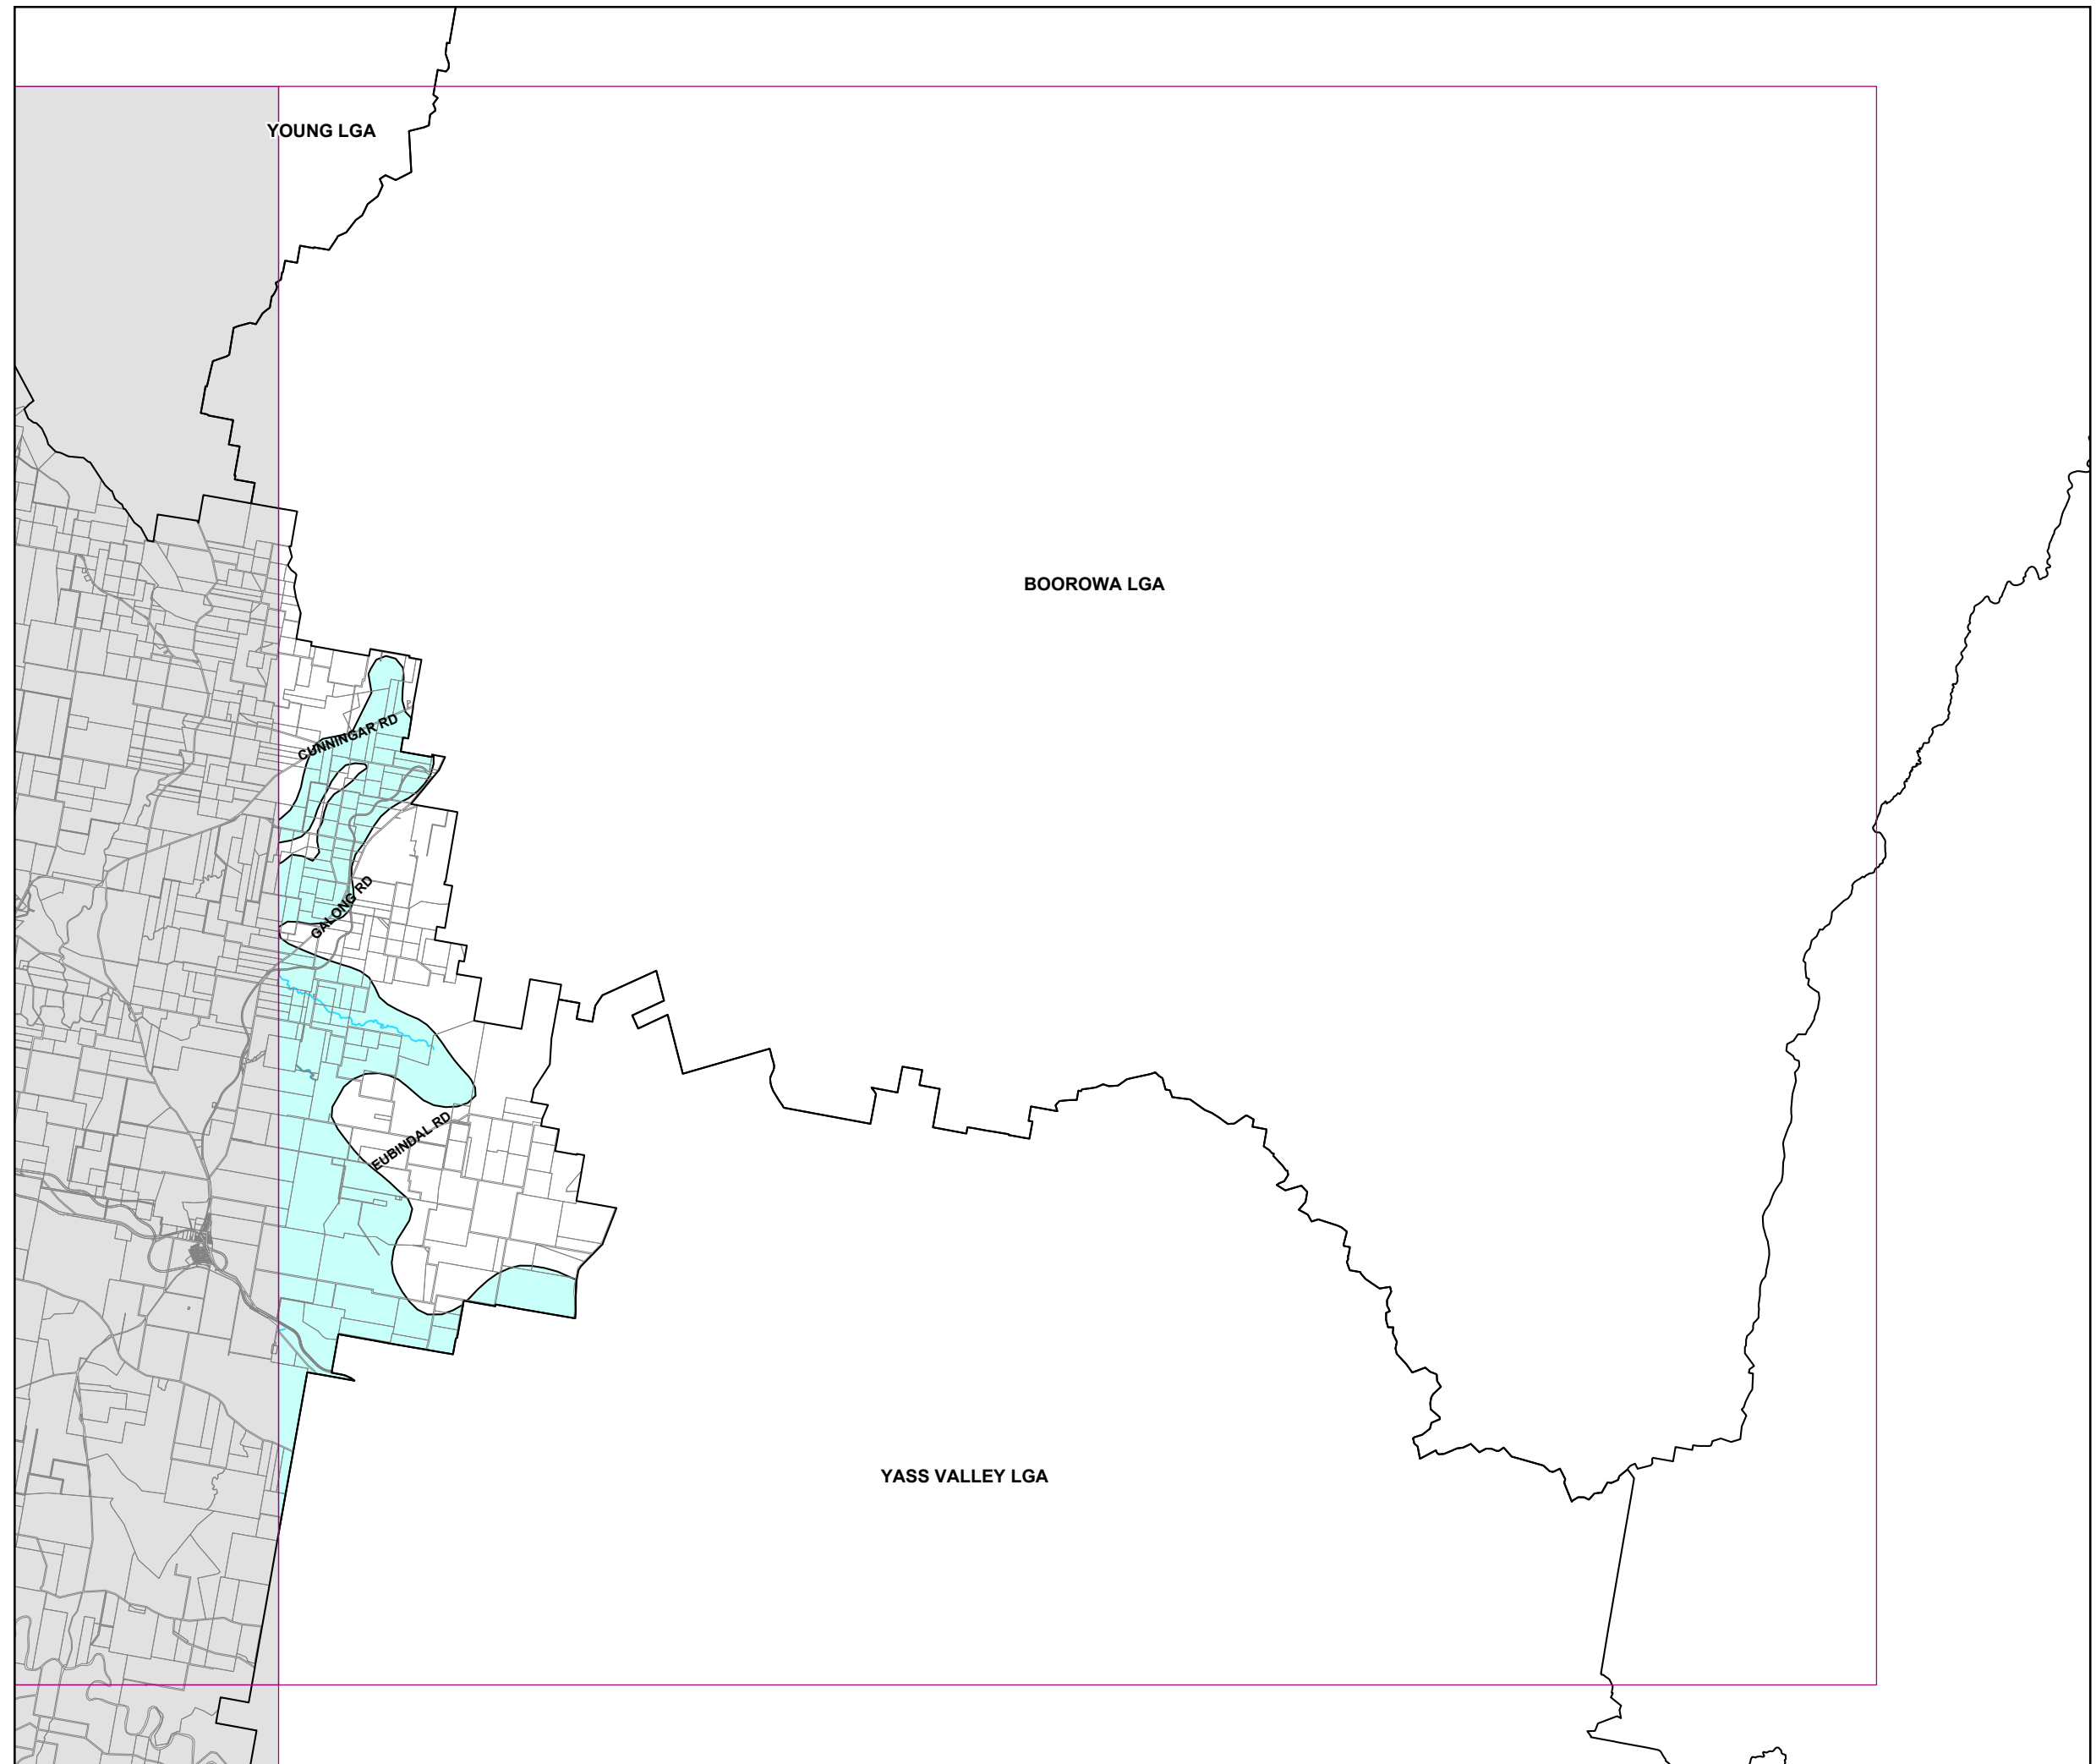 YOUNG LGA
BOOROWA LGA
CUNNINGAR RD
GALONG RD
EUBINDAL RD
YASS VALLEY LGA